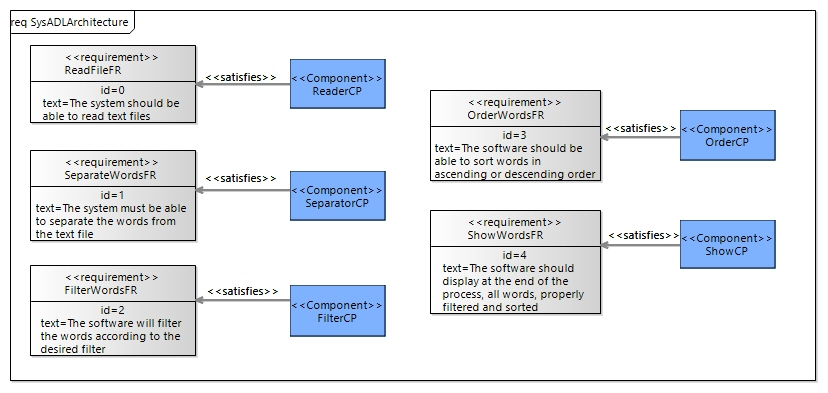 req SysADLArchitecture
<<requirement>>
ReadFileFR
id=0
text=The system should be
able to read text files
<<satisfies>>
<<Component>>
ReaderCP
<<requirement>>
SeparateWordsFR
id=1
text=The system must be able
to separate the words from
the text file
<<satisfies>>
<<Component>>
SeparatorCP
<<requirement>>
FilterWordsFR
id=2
text=The software will filter
the words according to the
desired filter
<<satisfies>>
<<Component>>
FilterCP
<<requirement>>
OrderWordsFR
id=3
text=The software should be
able to sort words in
ascending or descending order
<<satisfies>>
<<Component>>
OrderCP
<<requirement>>
ShowWordsFR
id=4
text=The software should
display at the end of the
process, all words, properly
filtered and sorted
<<satisfies>>
<<Component>>
ShowCP